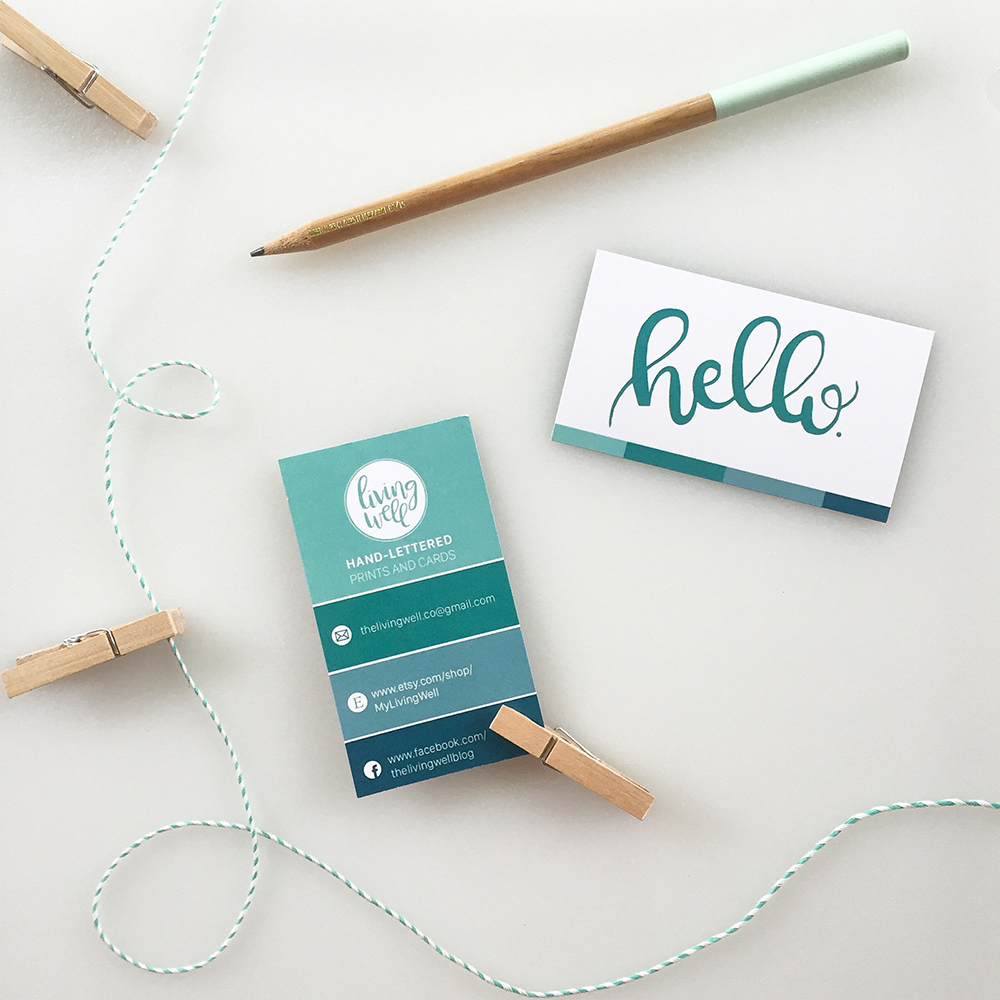 hello.
living
well
HAND-LETTERED
PRINTS AND CARDS
thelivingwell.co@gmail.com
E
www.etsy.com/shop/
MyLivingWell
f
www.facebook.com/
thelivingwellblog